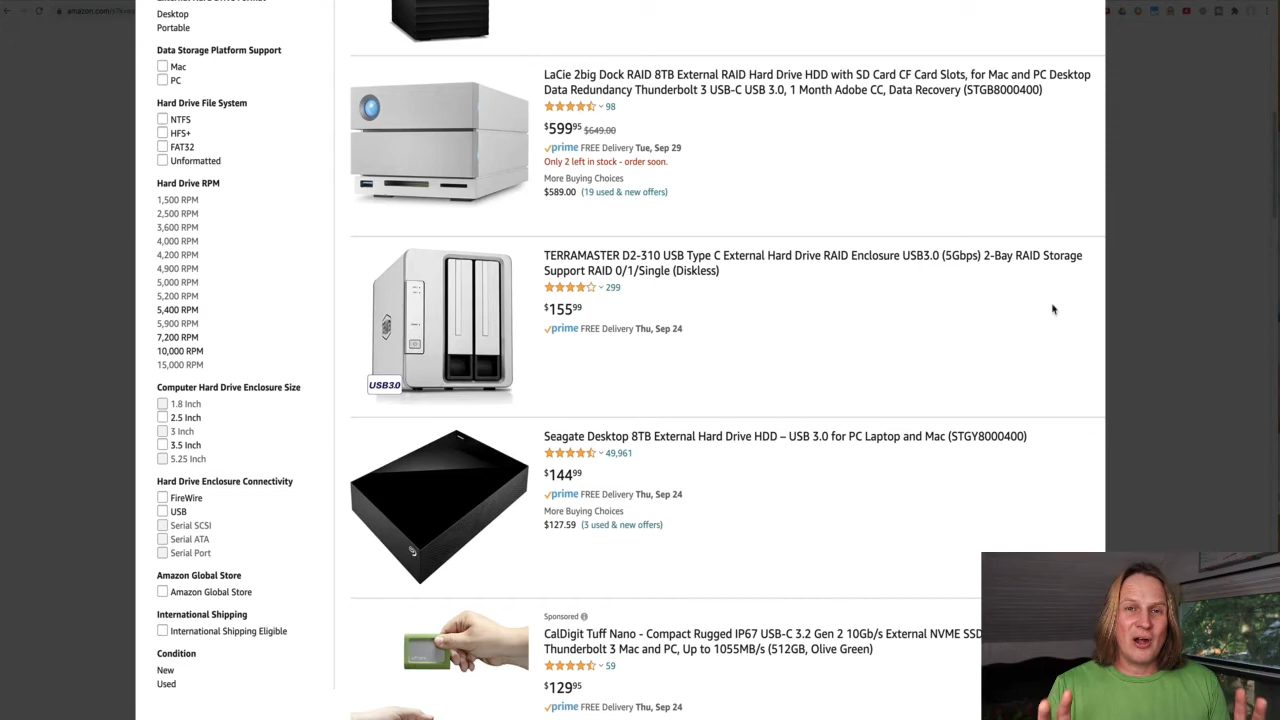 Desktop
Portable
Data Storage Platform Support
Mac
PC
Hard Drive File System
NTFS
HFS+
FAT32
Unformatted
Hard Drive RPM
1,500 RPM
2,500 RPM
3,600 RPM
4,000 RPM
4,200 RPM
4,900 RPM
5,000 RPM
5,200 RPM
5,400 RPM
5,900 RPM
7,200 RPM
10,000 RPM
15,000 RPM
Computer Hard Drive Enclosure Size
1.8 Inch
2.5 Inch
3 Inch
3.5 Inch
5.25 Inch
Hard Drive Enclosure Connectivity
FireWire
USB
Serial SCSI
Serial ATA
Serial Port
Amazon Global Store
Amazon Global Store
International Shipping
International Shipping Eligible
Condition
New
Used
LaCie 2big Dock RAID 8TB External RAID Hard Drive HDD with SD Card CF Card Slots, for Mac and PC Desktop
Data Redundancy Thunderbolt 3 USB-C USB 3.0, 1 Month Adobe CC, Data Recovery (STGB8000400)
98
$599.95 $649.00
prime FREE Delivery Tue, Sep 29
Only 2 left in stock - order soon.
More Buying Choices
$589.00 (19 used & new offers)
USB3.0
TERRAMASTER D2-310 USB Type C External Hard Drive RAID Enclosure USB3.0 (5Gbps) 2-Bay RAID Storage
Support RAID 0/1/Single (Diskless)
299
$155.99
prime FREE Delivery Thu, Sep 24
Seagate Desktop 8TB External Hard Drive HDD – USB 3.0 for PC Laptop and Mac (STGY8000400)
49,961
$144.99
prime FREE Delivery Thu, Sep 24
More Buying Choices
$127.59 (3 used & new offers)
Sponsored
CalDigit Tuff Nano - Compact Rugged IP67 USB-C 3.2 Gen 2 10Gb/s External NVME SSD
Thunderbolt 3 Mac and PC, Up to 1055MB/s (512GB, Olive Green)
59
$129.95
prime FREE Delivery Thu, Sep 24